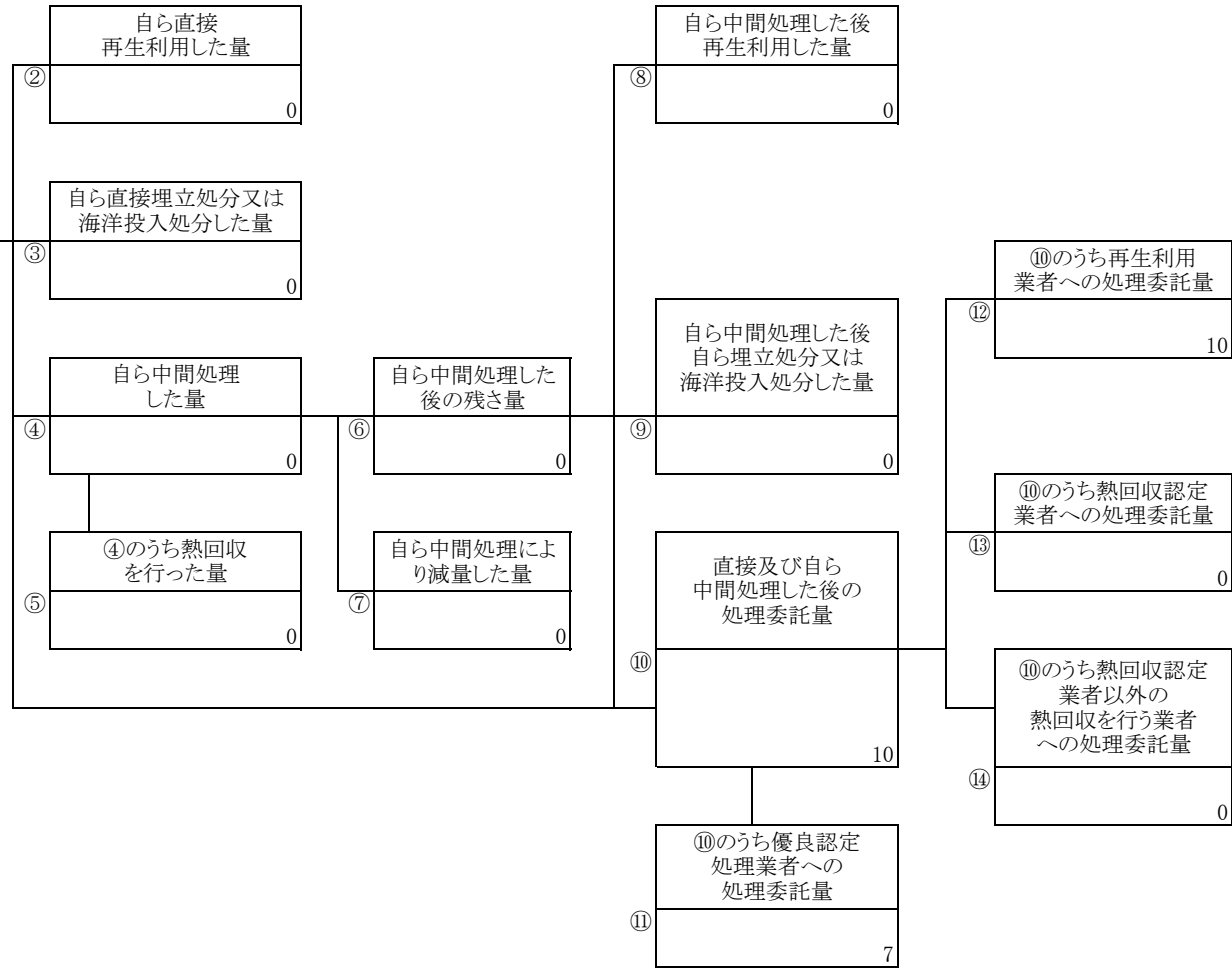 自ら直接
再生利用した量
②
0
自ら直接埋立処分又は
海洋投入処分した量
③
0
自ら中間処理
した量
④
0
④のうち熱回収
を行った量
⑤
0
自ら中間処理した
後の残さ量
⑥
0
自ら中間処理によ
り減量した量
⑦
0
自ら中間処理した後
再生利用した量
⑧
0
自ら中間処理した後
自ら埋立処分又は
海洋投入処分した量
⑨
0
直接及び自ら
中間処理した後の
処理委託量
⑩
10
⑩のうち優良認定
処理業者への
処理委託量
⑪
7
⑩のうち再生利用
業者への処理委託量
⑫
10
⑩のうち熱回収認定
業者への処理委託量
⑬
0
⑩のうち熱回収認定
業者以外の
熱回収を行う業者
への処理委託量
⑭
0